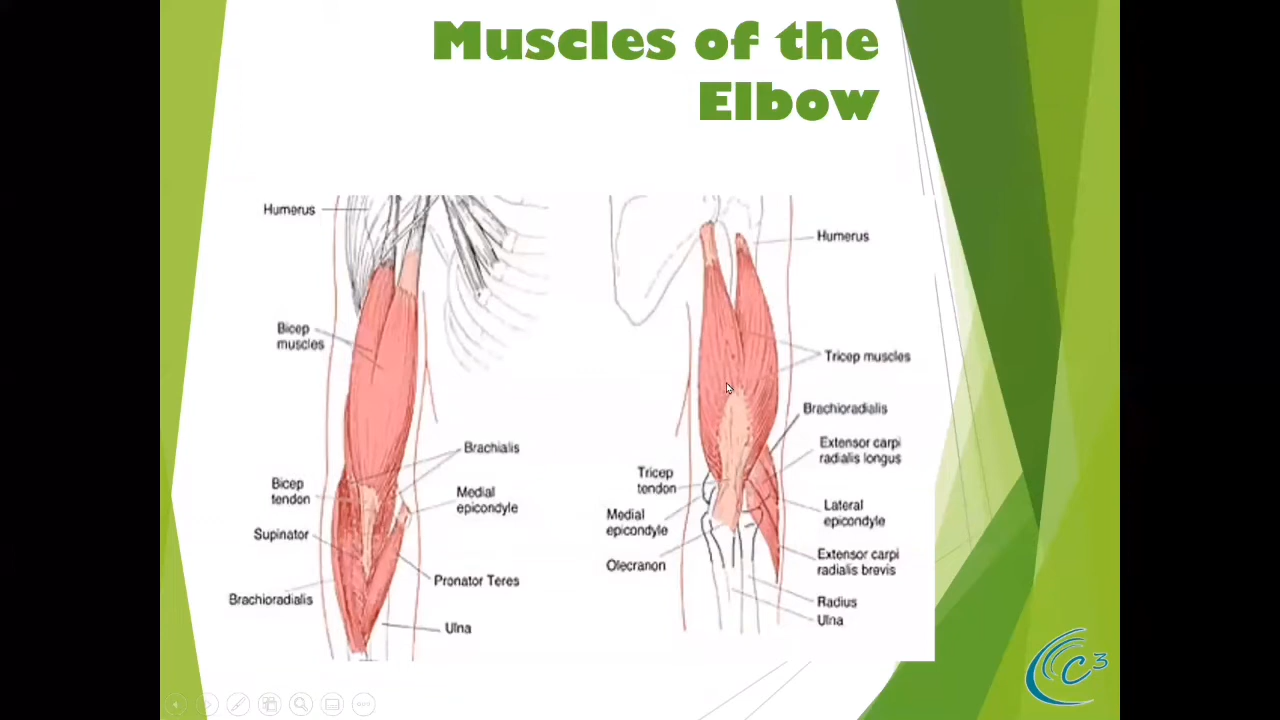 Muscles of the
Elbow
Humerus
Bicep
muscles
Brachialis
Bicep
tendon
Medial
epicondyle
Supinator
Pronator Teres
Brachioradialis
Ulna
Humerus
Tricep muscles
Brachioradialis
Extensor carpi
radialis longus
Tricep
tendon
Medial
epicondyle
Lateral
epicondyle
Olecranon
Extensor carpi
radialis brevis
Radius
Ulna
C3